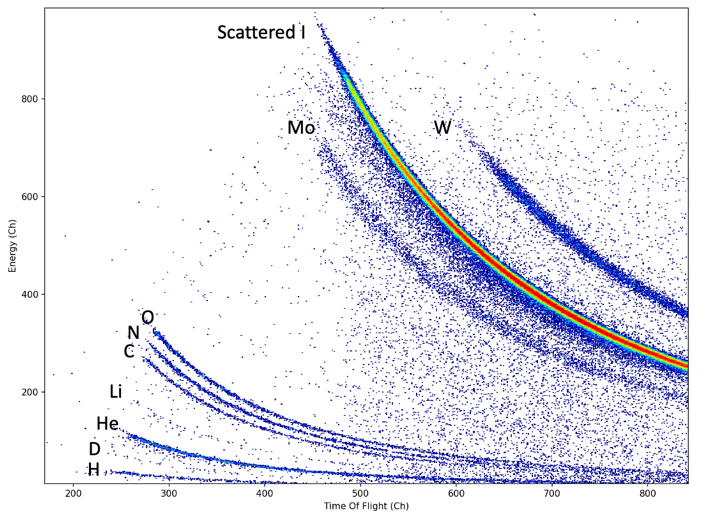 Scattered I
Mo
W
O
N
C
Li
He
D
H
800
600
400
200
Energy (Ch)
200
300
400
500
600
700
800
Time Of Flight (Ch)